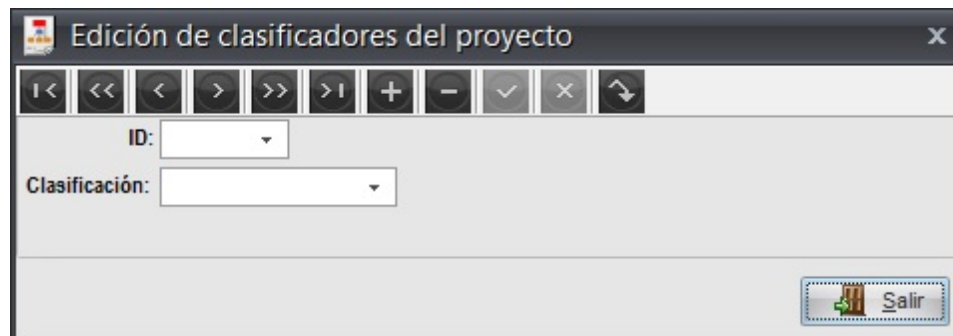 Edición de clasificadores del proyecto
ID:
Clasificación:
Salir